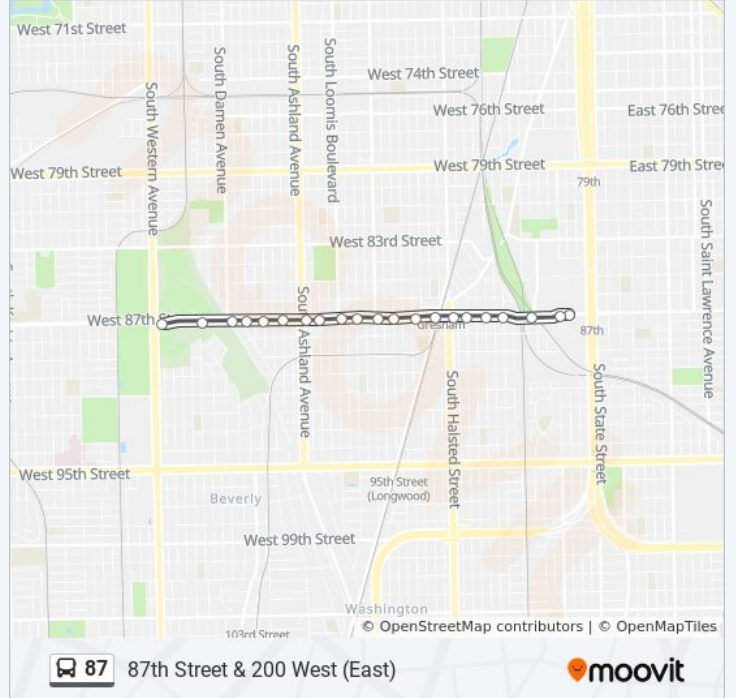 West 71st Street
West 74th Street
West 76th Street
East 76th Stree
South Western Avenue
South Damen Avenue
South Ashland Avenue
South Loomis Boulevard
West 79th Street
West 79th Street
East 79th Stree
79th
South Saint Lawrence Avenue
West 83rd Street
West 87th S
Sou
Ashland Avenue
Gresham
87th
South Halsted Street
South State Street
West 95th Street
95th Street
(Longwood)
Beverly
West 99th Street
Washington
103rd Street
© OpenStreetMap contributors | © OpenMapTiles
87
87th Street & 200 West (East)
moovit